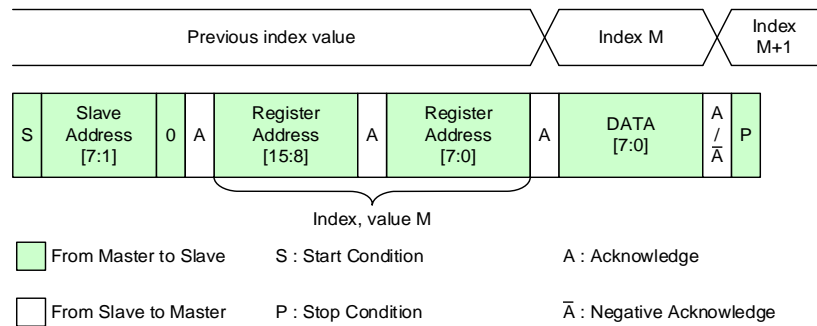 Previous index value
Index M
Index
M+1
S
Slave
Address
[7:1]
0
A
Register
Address
[15:8]
A
Register
Address
[7:0]
A
DATA
[7:0]
A
/
A̅
P
Index, value M
From Master to Slave
S : Start Condition
A : Acknowledge
From Slave to Master
P : Stop Condition
A̅ : Negative Acknowledge